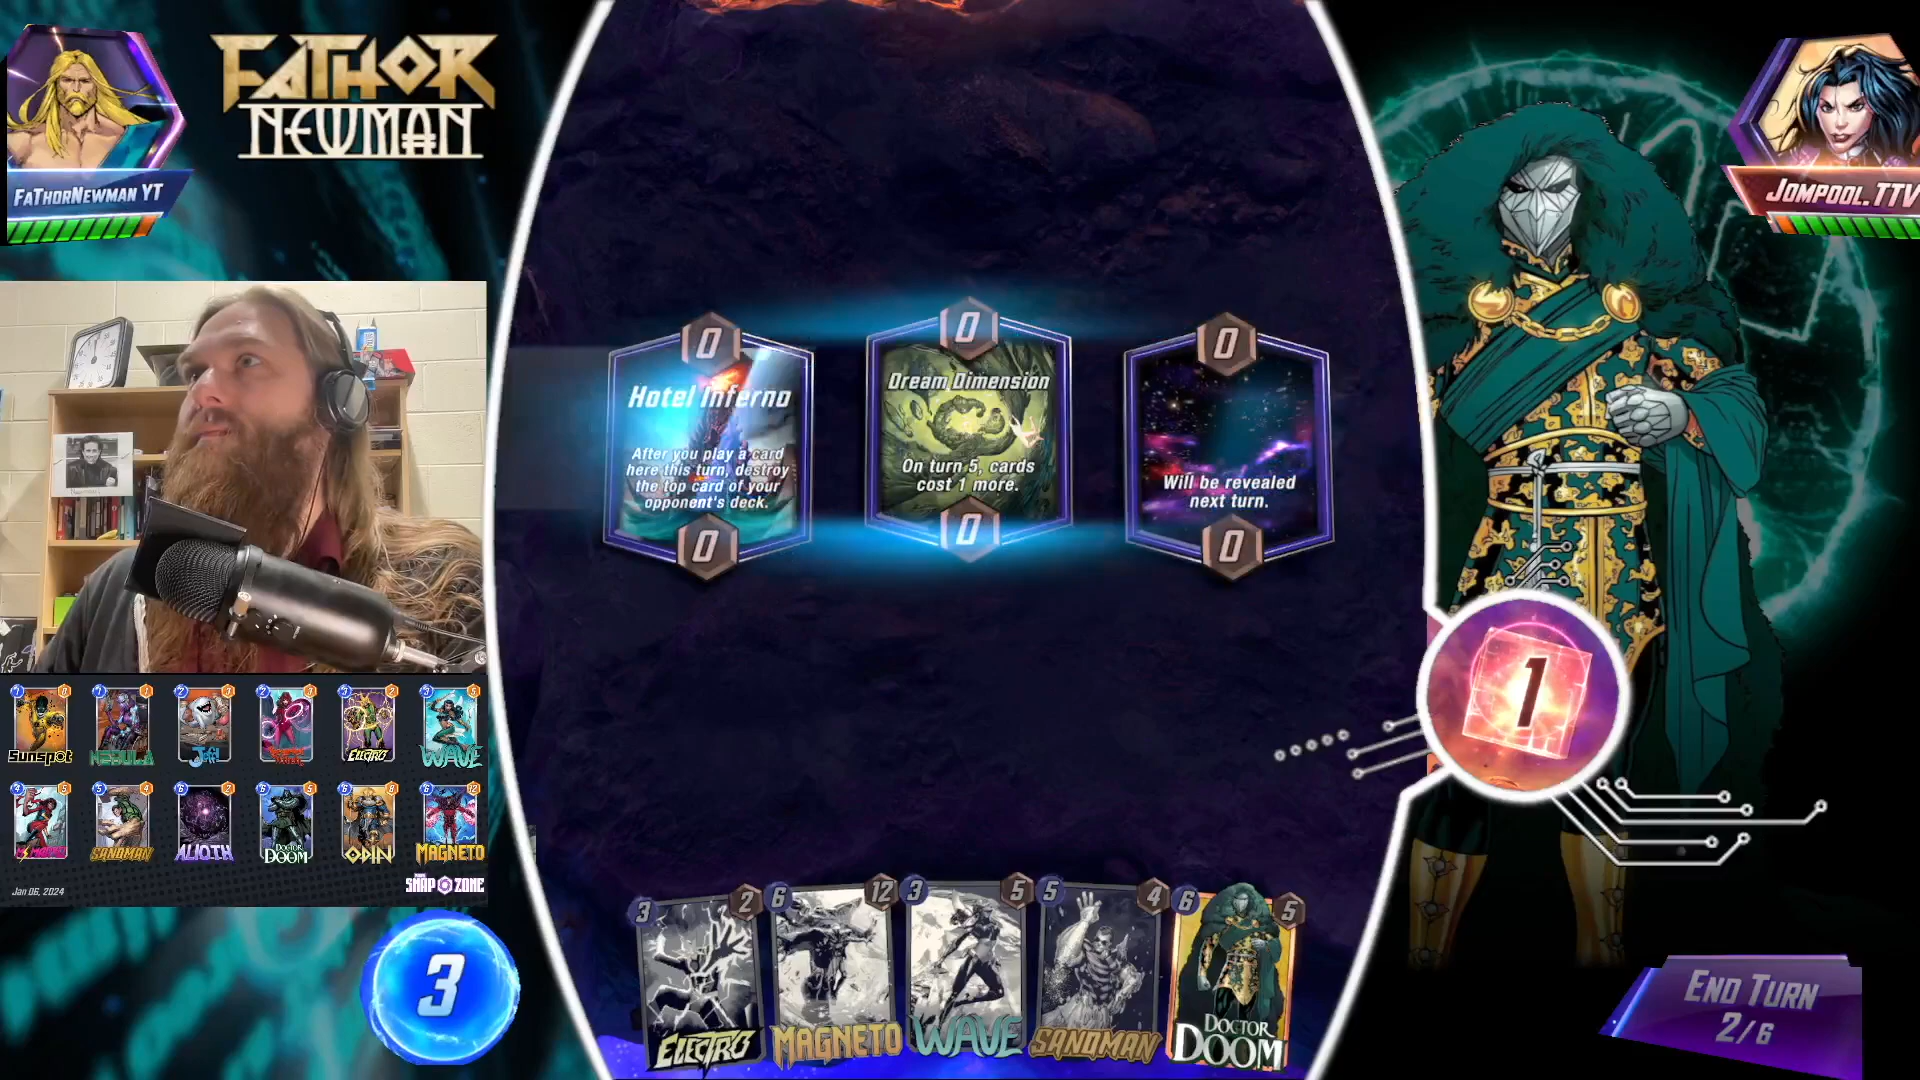 FATHOR
NEWMAN
FATHORNEWMAN YT
JOMPOOL.TTV
0
0
0
Hotel Inferno
After you play a card
here this turn, destroy
the top card of your
opponent's deck.
Dream Dimension
On turn 5, cards
cost 1 more.
Will be revealed
next turn.
0
0
0
1
SUNSPOT
NEBULA
JEFF!
ELECTRO
WAVE
SANDMAN
ALIOTH
DOCTOR
DOOM
ODIN
MAGNETO
Jan 06, 2024
SNAP ZONE
3
3
2
ELECTRO
6
12
MAGNETO
3
5
WAVE
5
4
SANDMAN
6
5
DOCTOR
DOOM
END TURN
2/6